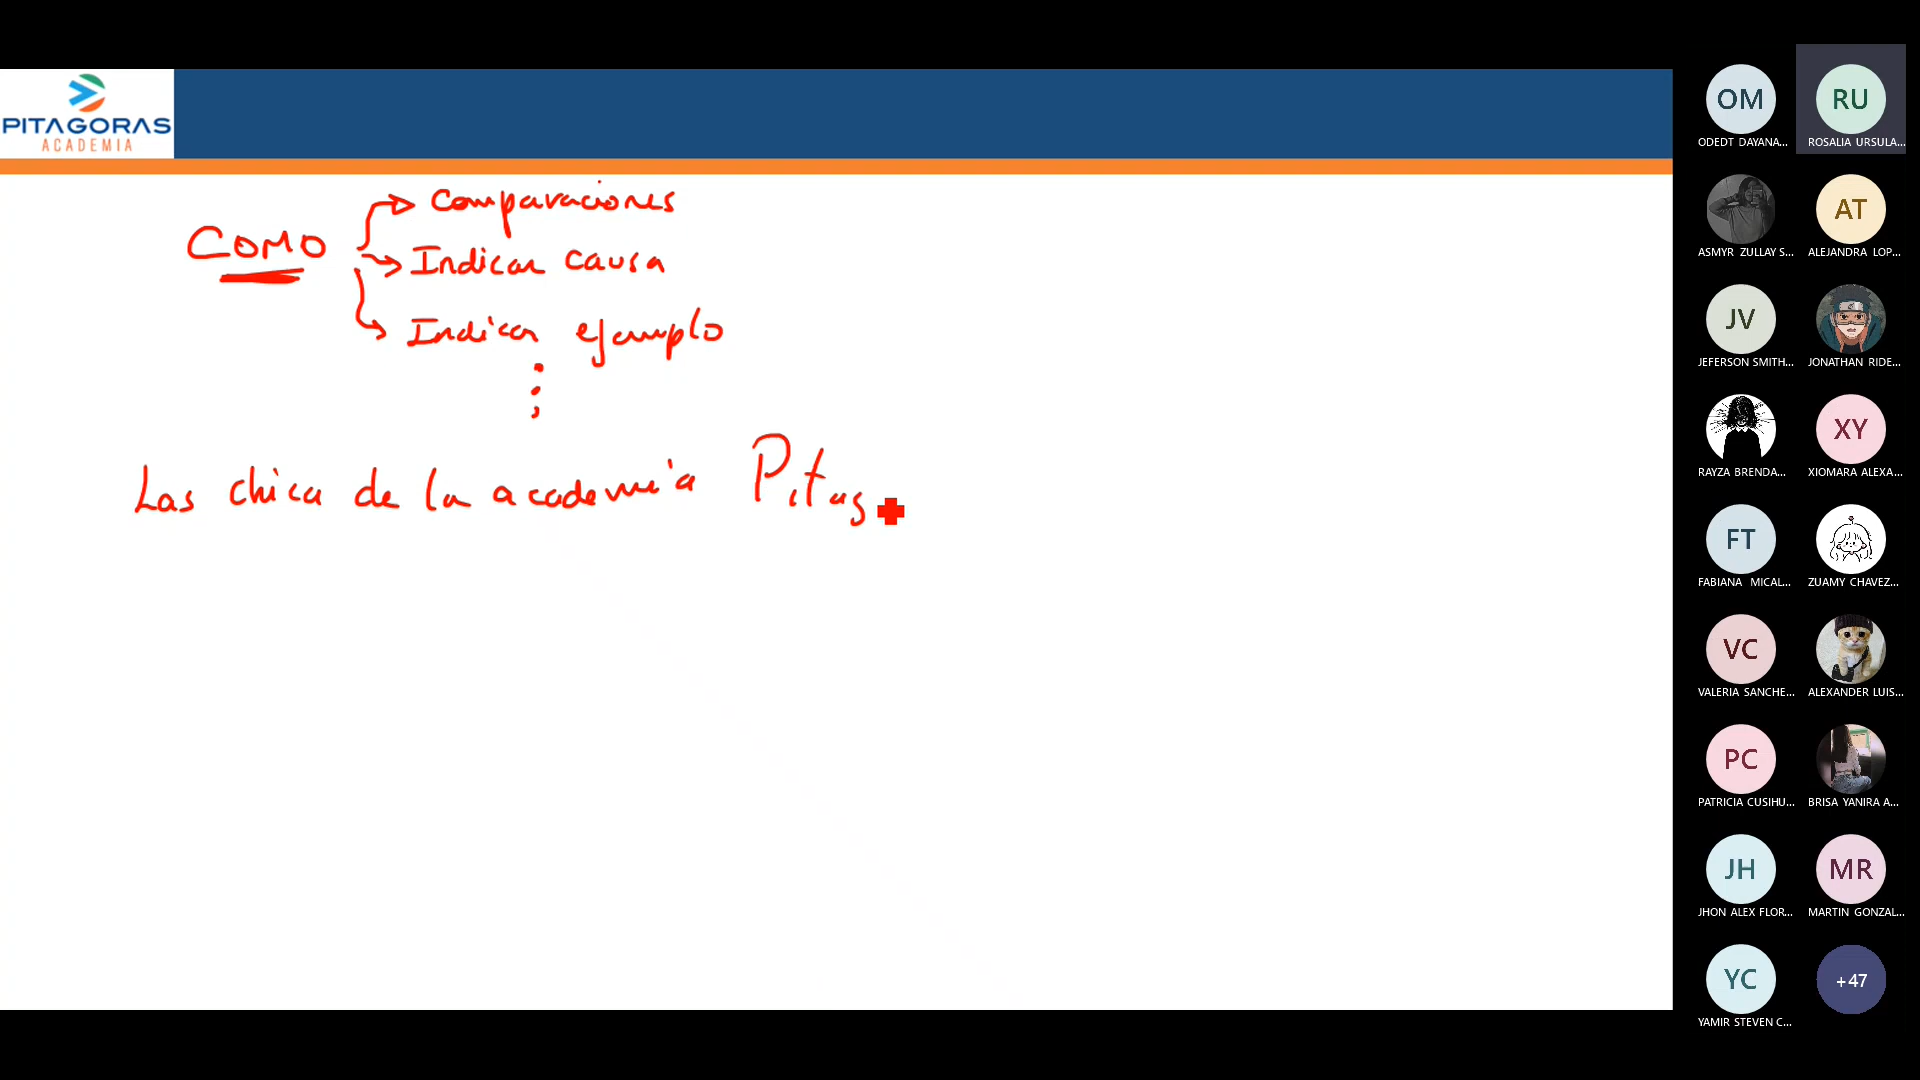 PITAGORAS
ACADEMIA
COMO
Comparaciones
Indicar causa
Indicar ejemplo
Las chica de la academia Pitag
OM
ODEDT DAYANA...
RU
ROSALIA URSULA...
ASMYR ZULLAY S...
AT
ALEJANDRA LOP...
JV
JEFERSON SMITH...
JONATHAN RIDE...
RAYZA BRENDA...
XY
XIOMARA ALEXA...
FT
FABIANA MICAL...
ZUAMY CHAVEZ...
VC
VALERIA SANCHE...
ALEXANDER LUIS...
PC
PATRICIA CUSIHU...
BRISA YANIRA A...
JH
JHON ALEX FLOR...
MR
MARTIN GONZAL...
YC
YAMIR STEVEN C...
+47